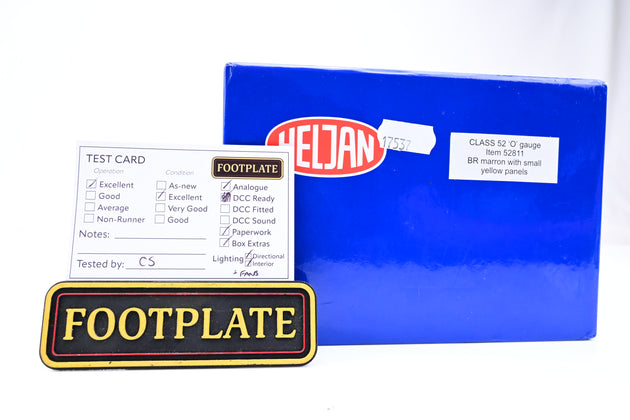 HELJAN
17537
CLASS 52 'O' gauge
Item 52811
BR marron with small
yellow panels
TEST CARD
FOOTPLATE
Operation
Condition
Excellent
Good
Average
Non-Runner
As-new
Excellent
Very Good
Good
Analogue
DCC Ready
DCC Fitted
DCC Sound
Paperwork
Box Extras
Notes:
Lighting
Directional
Interior
+ FANS
Tested by: CS
FOOTPLATE